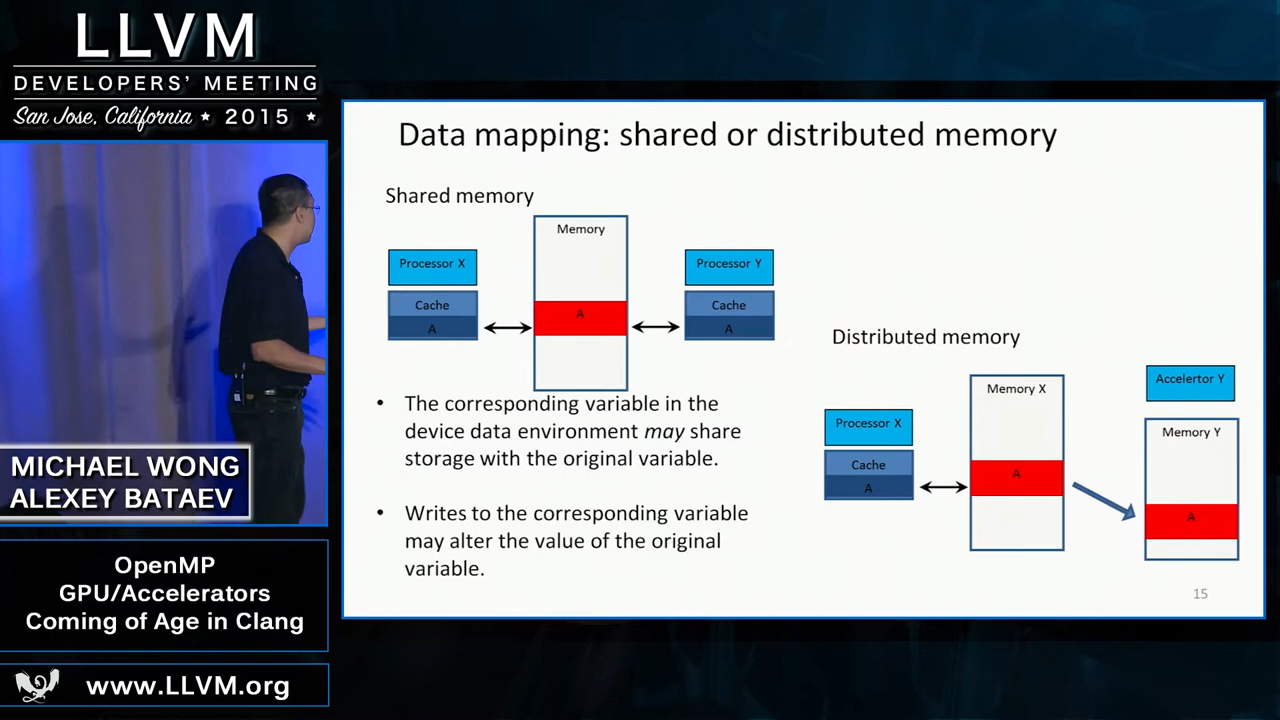 LLVM
DEVELOPERS' MEETING
San Jose, California ★ 2015 ★
MICHAEL WONG
ALEXEY BATAEV
OpenMP
GPU/Accelerators
Coming of Age in Clang
www.LLVM.org
Data mapping: shared or distributed memory
Shared memory
Memory
Processor X
Processor Y
Cache
Cache
A
A
A
• The corresponding variable in the
device data environment may share
storage with the original variable.
• Writes to the corresponding variable
may alter the value of the original
variable.
Distributed memory
Memory X
Accelertor Y
Processor X
Memory Y
Cache
A
A
A
15